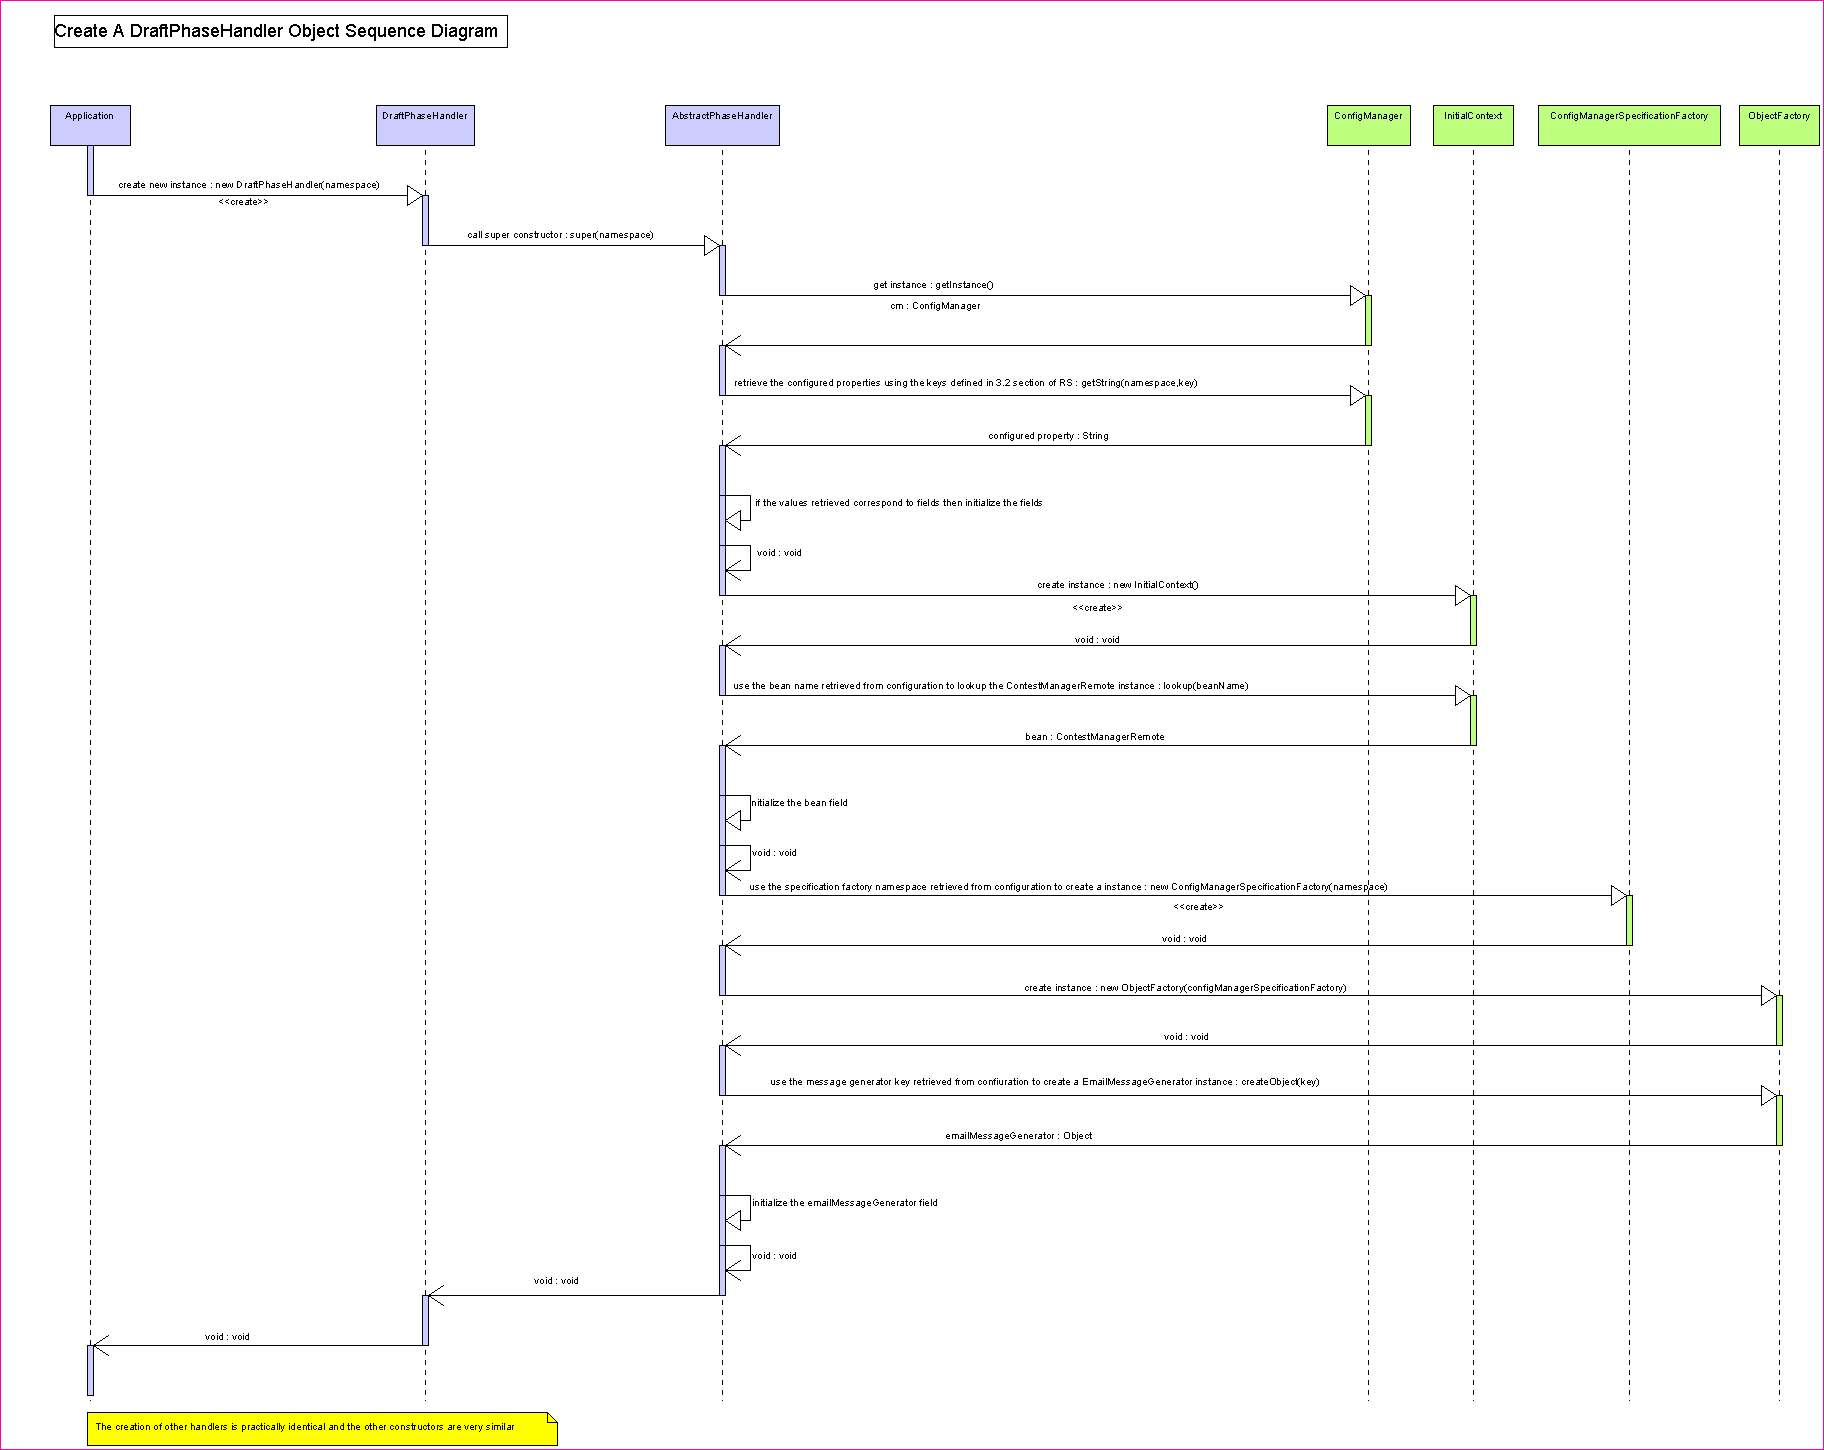 Create A DraftPhaseHandler Object Sequence Diagram
Application
DraftPhaseHandler
AbstractPhaseHandler
ConfigManager
InitialContext
ConfigManagerSpecificationFactory
ObjectFactory
create new instance : new DraftPhaseHandler(namespace)
<<create>>
call super constructor : super(namespace)
get instance : getInstance()
cm : ConfigManager
retrieve the configured properties using the keys defined in 3.2 section of RS : getString(namespace,key)
configured property : String
if the values retrieved correspond to fields then initialize the fields
void : void
create instance : new InitialContext()
<<create>>
void : void
use the bean name retrieved from configuration to lookup the ContestManagerRemote instance : lookup(beanName)
bean : ContestManagerRemote
nitialize the bean field
void : void
use the specification factory namespace retrieved from configuration to create a instance : new ConfigManagerSpecificationFactory(namespace)
<<create>>
void : void
create instance : new ObjectFactory(configManagerSpecificationFactory)
void : void
use the message generator key retrieved from confiuration to create a EmailMessageGenerator instance : createObject(key)
emailMessageGenerator : Object
initialize the emailMessageGenerator field
void : void
void : void
void : void
The creation of other handlers is practically identical and the other constructors are very similar